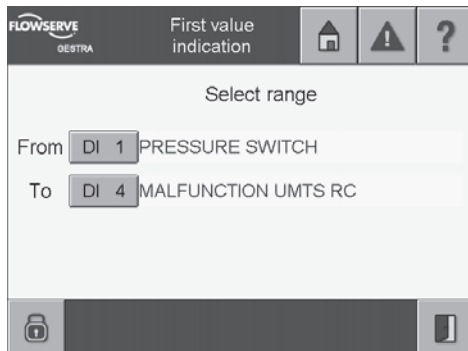 FLOWSERVE
GESTRA
First value
indication
?
Select range
From DI 1 PRESSURE SWITCH
To DI 4 MALFUNCTION UMTS RC